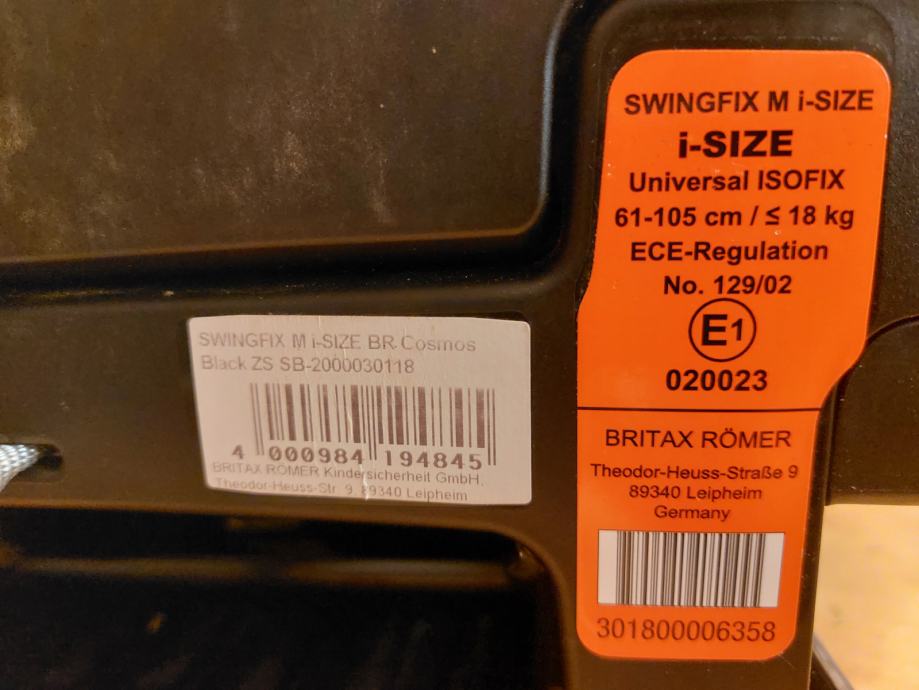 SWINGFIX M i-SIZE
i-SIZE
Universal ISOFIX
61-105 cm / ≤ 18 kg
ECE-Regulation
No. 129/02
E1
020023
BRITAX RÖMER
Theodor-Heuss-Straße 9
89340 Leipheim
Germany
301800006358
SWINGFIX M i-SIZE BR Cosmos
Black ZS SB-2000030118
4 000984 194845
BRITAX RÖMER Kindersicherheit GmbH,
Theodor-Heuss-Str. 9, 89340 Leipheim